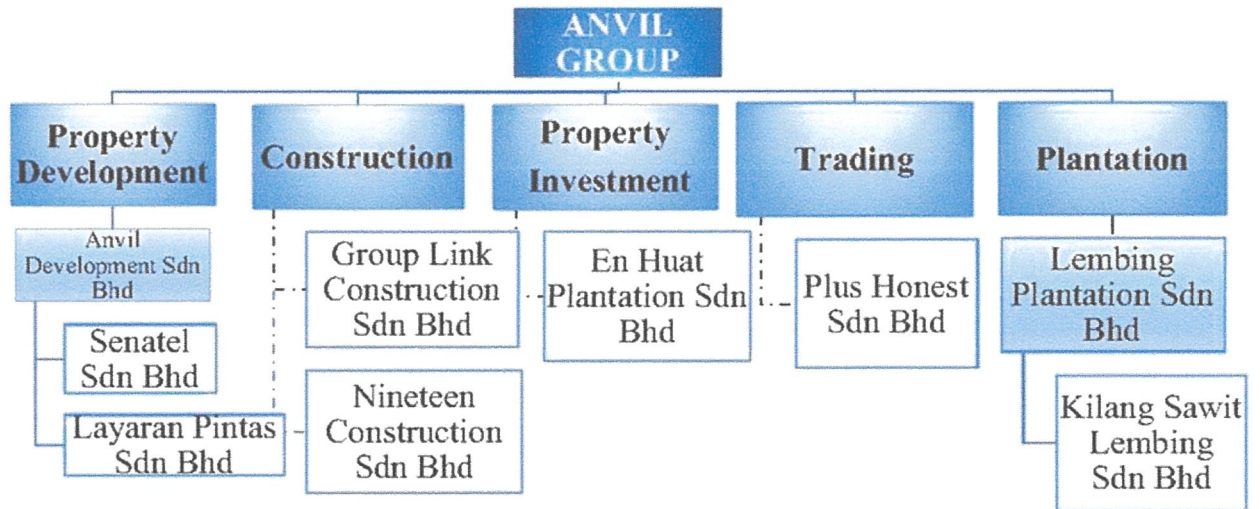 ANVIL
GROUP
Property
Development
Construction
Property
Investment
Trading
Plantation
Anvil
Development Sdn
Bhd
Senatel
Sdn Bhd
Layaran Pintas
Sdn Bhd
Group Link
Construction
Sdn Bhd
Nineteen
Construction
Sdn Bhd
En Huat
Plantation Sdn
Bhd
Plus Honest
Sdn Bhd
Lembing
Plantation Sdn
Bhd
Kilang Sawit
Lembing
Sdn Bhd